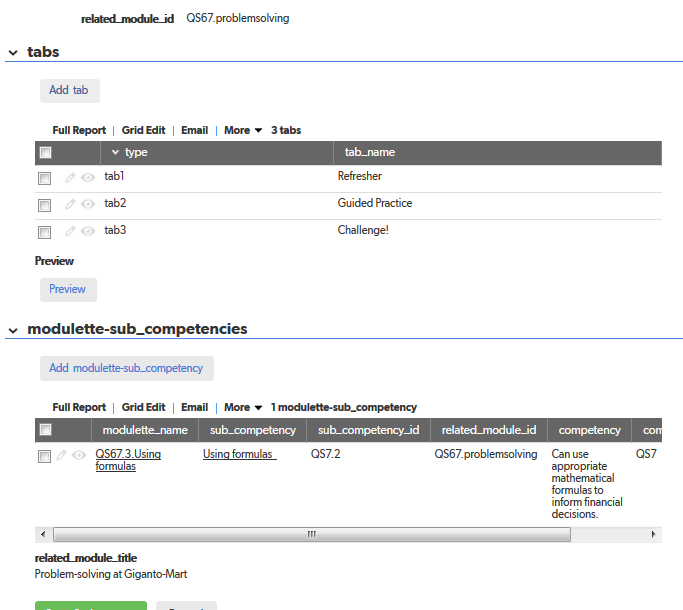 related_module_id QS67.problemsolving
tabs
Add tab
Full Report | Grid Edit | Email | More 3 tabs
type tab_name
tab1 Refresher
tab2 Guided Practice
tab3 Challenge!
Preview
Preview
modulette-sub_competencies
Add modulette-sub_competency
Full Report | Grid Edit | Email | More 1 modulette-sub_competency
modulette_name sub_competency sub_competency_id related_module_id competency com
QS67.3.Using Using formulas QS7.2 QS67.problemsolving Can use QS7
formulas appropriate
mathematical
formulas to
inform financial
decisions.
related_module_title
Problem-solving at Giganto-Mart